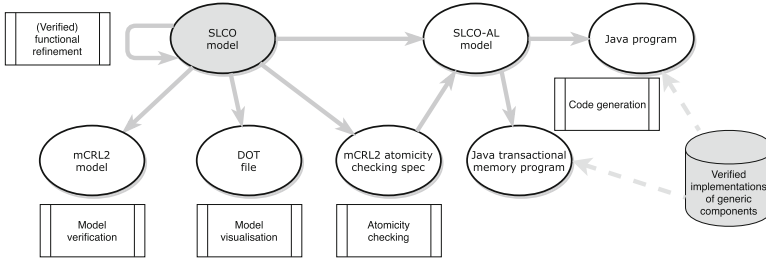 (Verified)
functional
refinement
SLCO
model
SLCO-AL
model
Java program
Code generation
mCRL2
model
DOT
file
mCRL2 atomicity
checking spec
Java transactional
memory program
Verified
implementations
of generic
components
Model
verification
Model
visualisation
Atomicity
checking